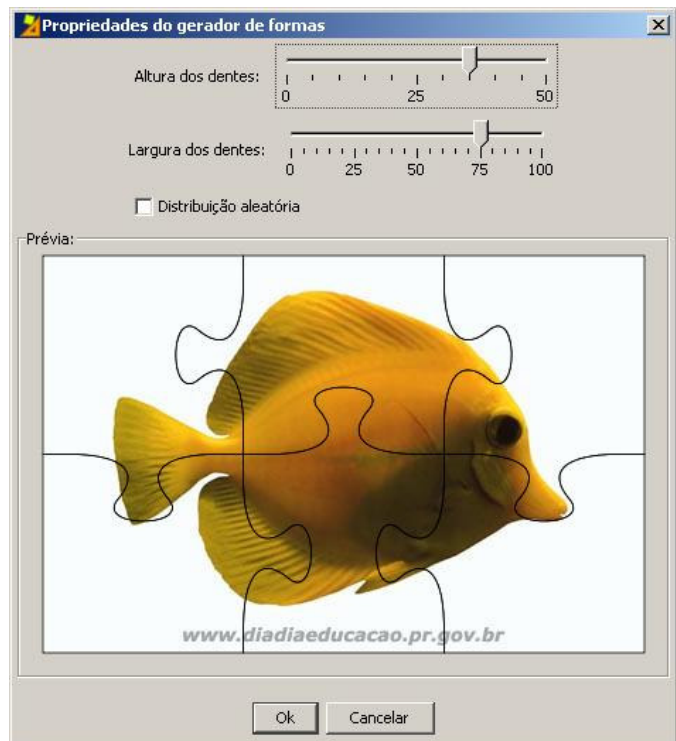 Propriedades do gerador de formas
Altura dos dentes:
0 25 50
Largura dos dentes:
0 25 50 75 100
Distribuição aleatória
Prévia:
www.diadiaeducacao.pr.gov.br
Ok Cancelar